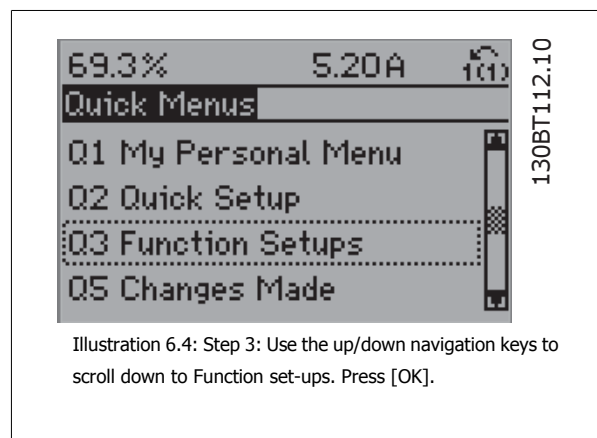 69.3% 5.20A 1(1)
Quick Menus
Q1 My Personal Menu
Q2 Quick Setup
Q3 Function Setups
Q5 Changes Made
130BT112.10
Illustration 6.4: Step 3: Use the up/down navigation keys to
scroll down to Function set-ups. Press [OK].